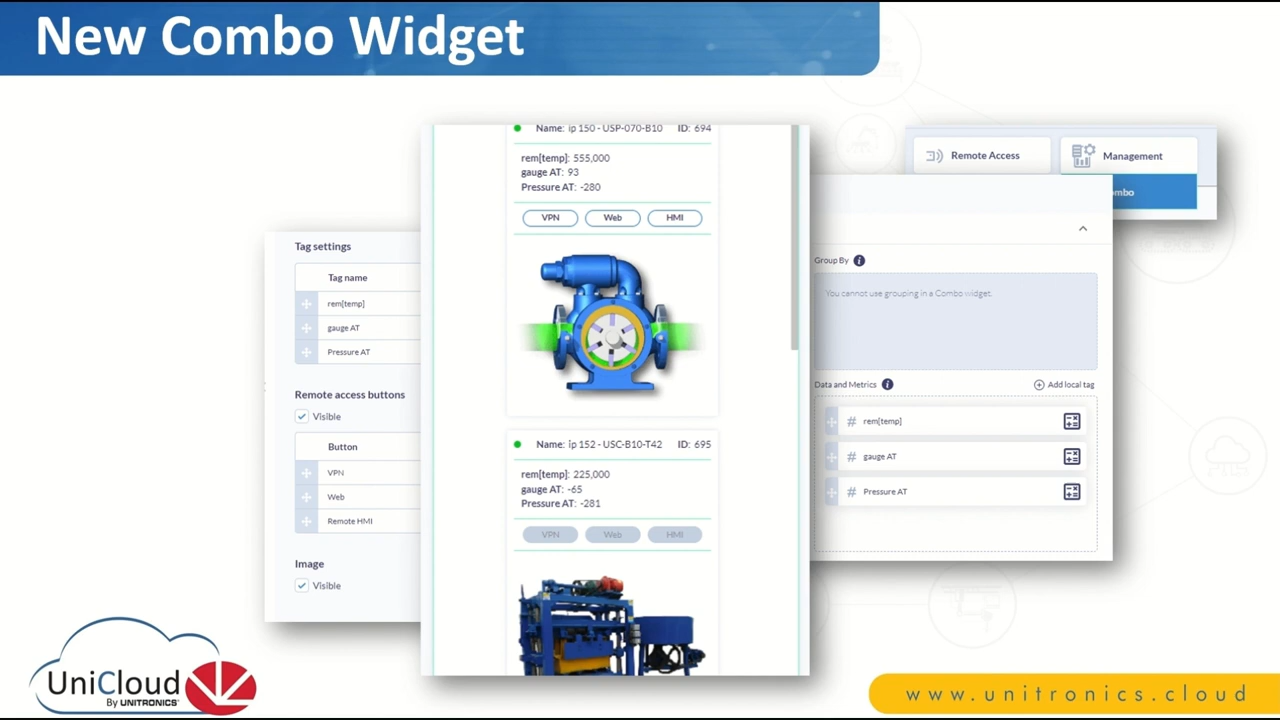 New Combo Widget
Tag settings
Tag name
rem[temp]
gauge AT
Pressure AT
Remote access buttons
Visible
Button
VPN
Web
Remote HMI
Image
Visible
Name: ip 150 - USP-070-B10 ID: 694
rem[temp]: 555,000
gauge AT: 93
Pressure AT: -280
VPN Web HMI
Name: ip 152 - USC-B10-T42 ID: 695
rem[temp]: 225,000
gauge AT: -65
Pressure AT: -281
VPN Web HMI
Remote Access Management
ombo
Group By
You cannot use grouping in a Combo widget.
Data and Metrics Add local tag
# rem[temp]
# gauge AT
# Pressure AT
UniCloud
By UNITRONICS
www.unitronics.cloud